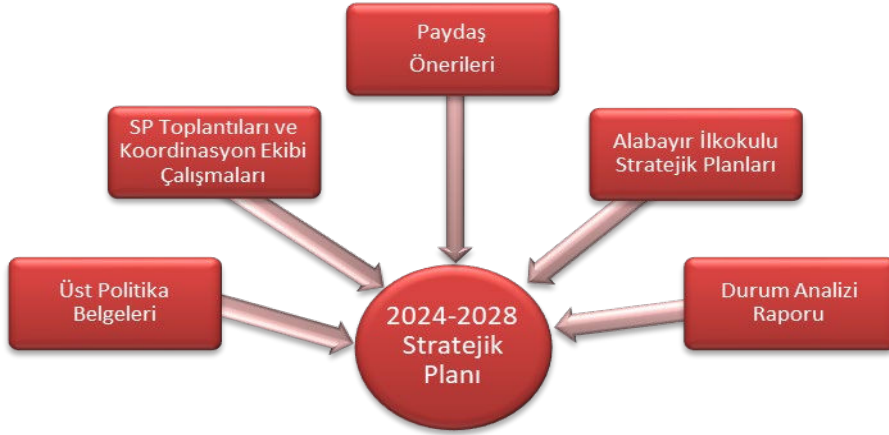 Paydaş
Önerileri
SP Toplantıları ve
Koordinasyon Ekibi
Çalışmaları
Alabayır İlkokulu
Stratejik Planları
Üst Politika
Belgeleri
Durum Analizi
Raporu
2024-2028
Stratejik
Planı